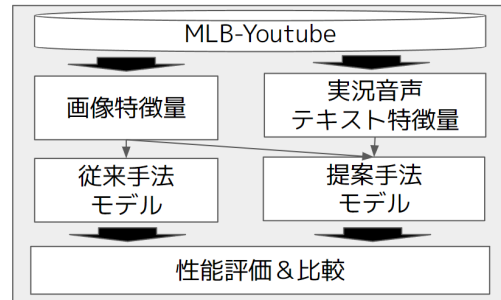 MLB-Youtube
画像特徴量
実況音声
テキスト特徴量
従来手法
モデル
提案手法
モデル
性能評価＆比較